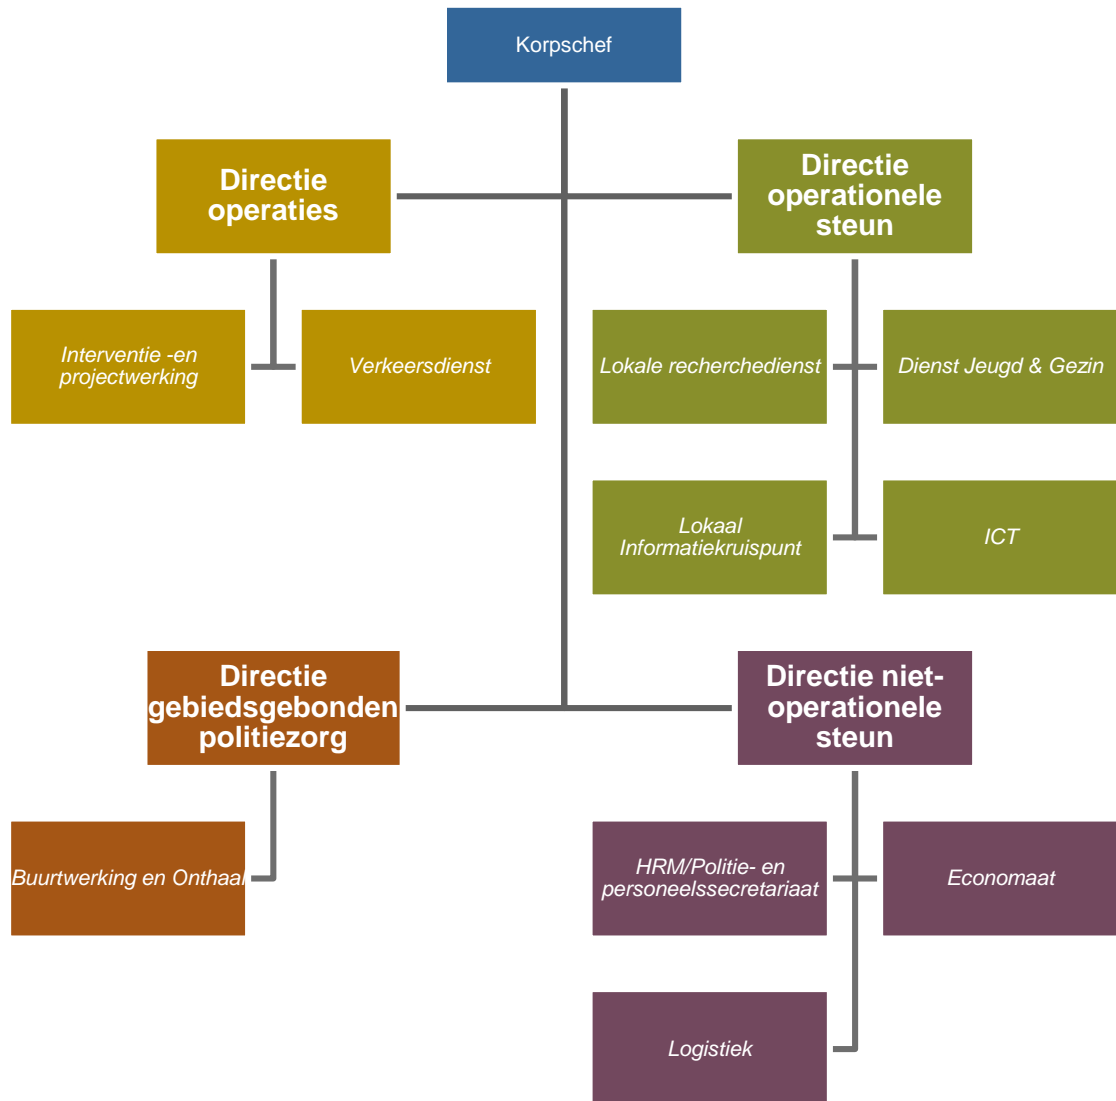 Korpschef
Directie
operaties
Directie
operationele
steun
Interventie -en
projectwerking
Verkeersdienst
Lokale recherchedienst
Dienst Jeugd & Gezin
Lokaal
Informatiekruispunt
ICT
Directie
gebiedsgebonden
politiezorg
Directie niet-
operationele
steun
Buurtwerking en Onthaal
HRM/Politie- en
personeelssecretariaat
Economaat
Logistiek